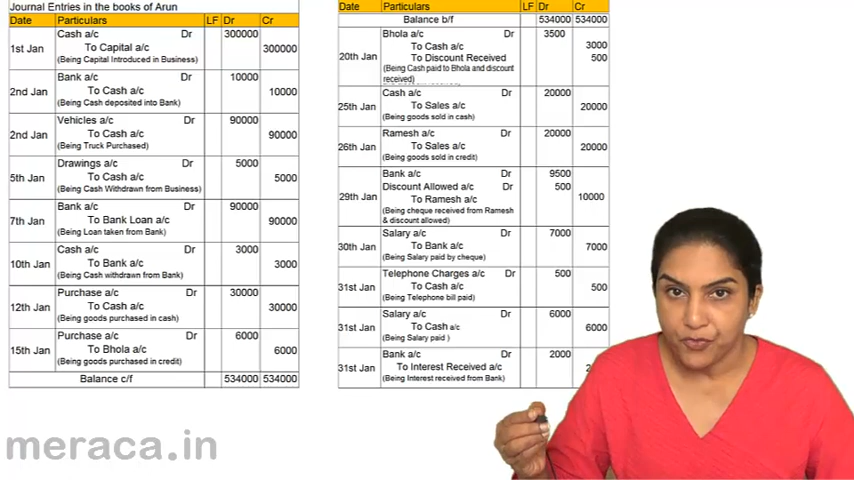 Journal Entries in the books of Arun
Date Particulars LF Dr Cr
Cash a/c Dr 300000
1st Jan To Capital a/c 300000
(Being Capital Introduced in Business)
Bank a/c Dr 10000
2nd Jan To Cash a/c 10000
(Being Cash deposited into Bank)
Vehicles a/c Dr 90000
2nd Jan To Cash a/c 90000
(Being Truck Purchased)
Drawings a/c Dr 5000
5th Jan To Cash a/c 5000
(Being Cash Withdrawn from Business)
Bank a/c Dr 90000
7th Jan To Bank Loan a/c 90000
(Being Loan taken from Bank)
Cash a/c Dr 3000
10th Jan To Bank a/c 3000
(Being Cash withdrawn from Bank)
Purchase a/c Dr 30000
12th Jan To Cash a/c 30000
(Being goods purchased in cash)
Purchase a/c Dr 6000
15th Jan To Bhola a/c 6000
(Being goods purchased in credit)
Balance c/f 534000 534000
Date Particulars LF Dr Cr
Balance b/f 534000 534000
Bhola a/c Dr 3500
To Cash a/c 3000
20th Jan To Discount Received 500
(Being Cash paid to Bhola and discount
received)
Cash a/c Dr 20000
25th Jan To Sales a/c 20000
(Being goods sold in cash)
Ramesh a/c Dr 20000
26th Jan To Sales a/c 20000
(Being goods sold in credit)
Bank a/c Dr 9500
Discount Allowed a/c Dr 500
29th Jan To Ramesh a/c 10000
(Being cheque received from Ramesh
& discount allowed)
Salary a/c Dr 7000
30th Jan To Bank a/c 7000
(Being Salary paid by cheque)
Telephone Charges a/c Dr 500
31st Jan To Cash a/c 500
(Being Telephone bill paid)
Salary a/c Dr 6000
31st Jan To Cash a/c 6000
(Being Salary paid )
Bank a/c Dr 2000
31st Jan To Interest Received a/c
(Being Interest received from Bank)
meraca.in